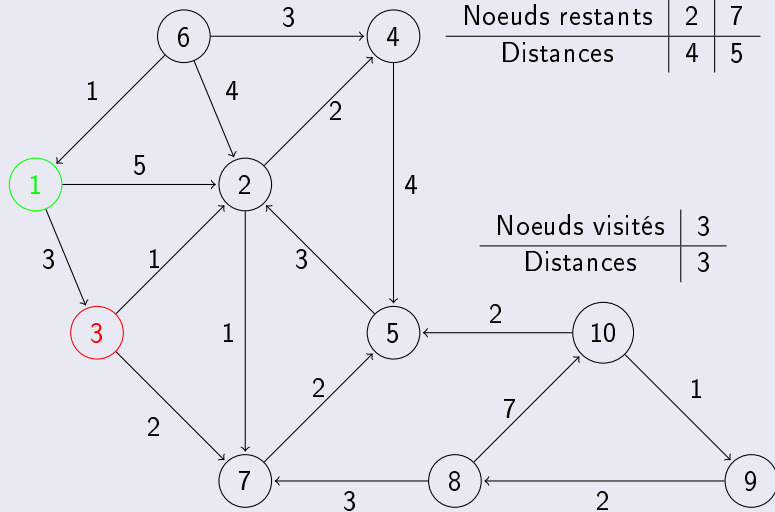 Noeuds restants 2 7
Distances 4 5
6 3 4
1 4 2
1 5 2 4
Noeuds visités 3
Distances 3
3 1 3
3 1 5 2 10
2 2 7 1
7 3 8 2 9